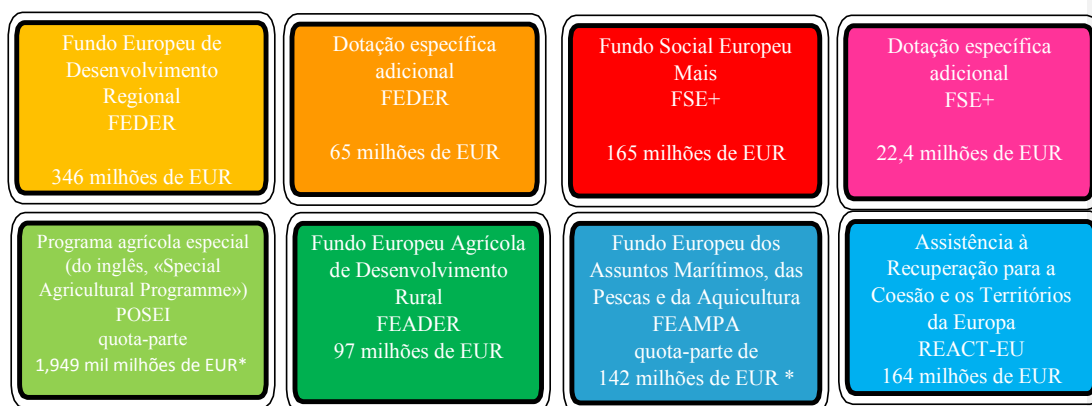 Fundo Europeu de
Desenvolvimento
Regional
FEDER
346 milhões de EUR
Dotação específica
adicional
FEDER
65 milhões de EUR
Fundo Social Europeu
Mais
FSE+
165 milhões de EUR
Dotação específica
adicional
FSE+
22,4 milhões de EUR
Programa agrícola especial
(do inglês, «Special
Agricultural Programme»)
POSEI
quota-parte
1,949 mil milhões de EUR*
Fundo Europeu Agrícola
de Desenvolvimento
Rural
FEADER
97 milhões de EUR
Fundo Europeu dos
Assuntos Marítimos, das
Pescas e da Aquicultura
FEAMPA
quota-parte de
142 milhões de EUR *
Assistência à
Recuperação para a
Coesão e os Territórios
da Europa
REACT-EU
164 milhões de EUR